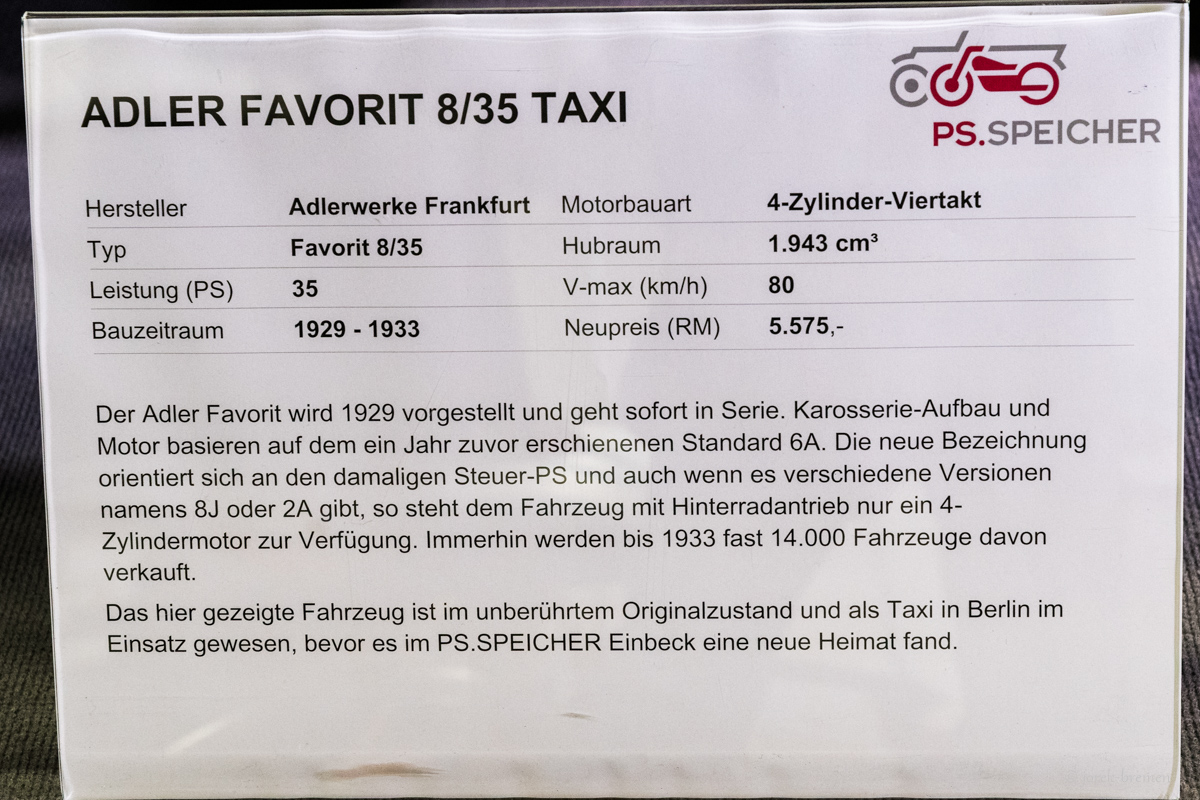 ADLER FAVORIT 8/35 TAXI
PS.SPEICHER
Hersteller Adlerwerke Frankfurt Motorbauart 4-Zylinder-Viertakt
Typ Favorit 8/35 Hubraum 1.943 cm³
Leistung (PS) 35 V-max (km/h) 80
Bauzeitraum 1929 - 1933 Neupreis (RM) 5.575,-
Der Adler Favorit wird 1929 vorgestellt und geht sofort in Serie. Karosserie-Aufbau und
Motor basieren auf dem ein Jahr zuvor erschienenen Standard 6A. Die neue Bezeichnung
orientiert sich an den damaligen Steuer-PS und auch wenn es verschiedene Versionen
namens 8J oder 2A gibt, so steht dem Fahrzeug mit Hinterradantrieb nur ein 4-
Zylindermotor zur Verfügung. Immerhin werden bis 1933 fast 14.000 Fahrzeuge davon
verkauft.
Das hier gezeigte Fahrzeug ist im unberührtem Originalzustand und als Taxi in Berlin im
Einsatz gewesen, bevor es im PS.SPEICHER Einbeck eine neue Heimat fand.